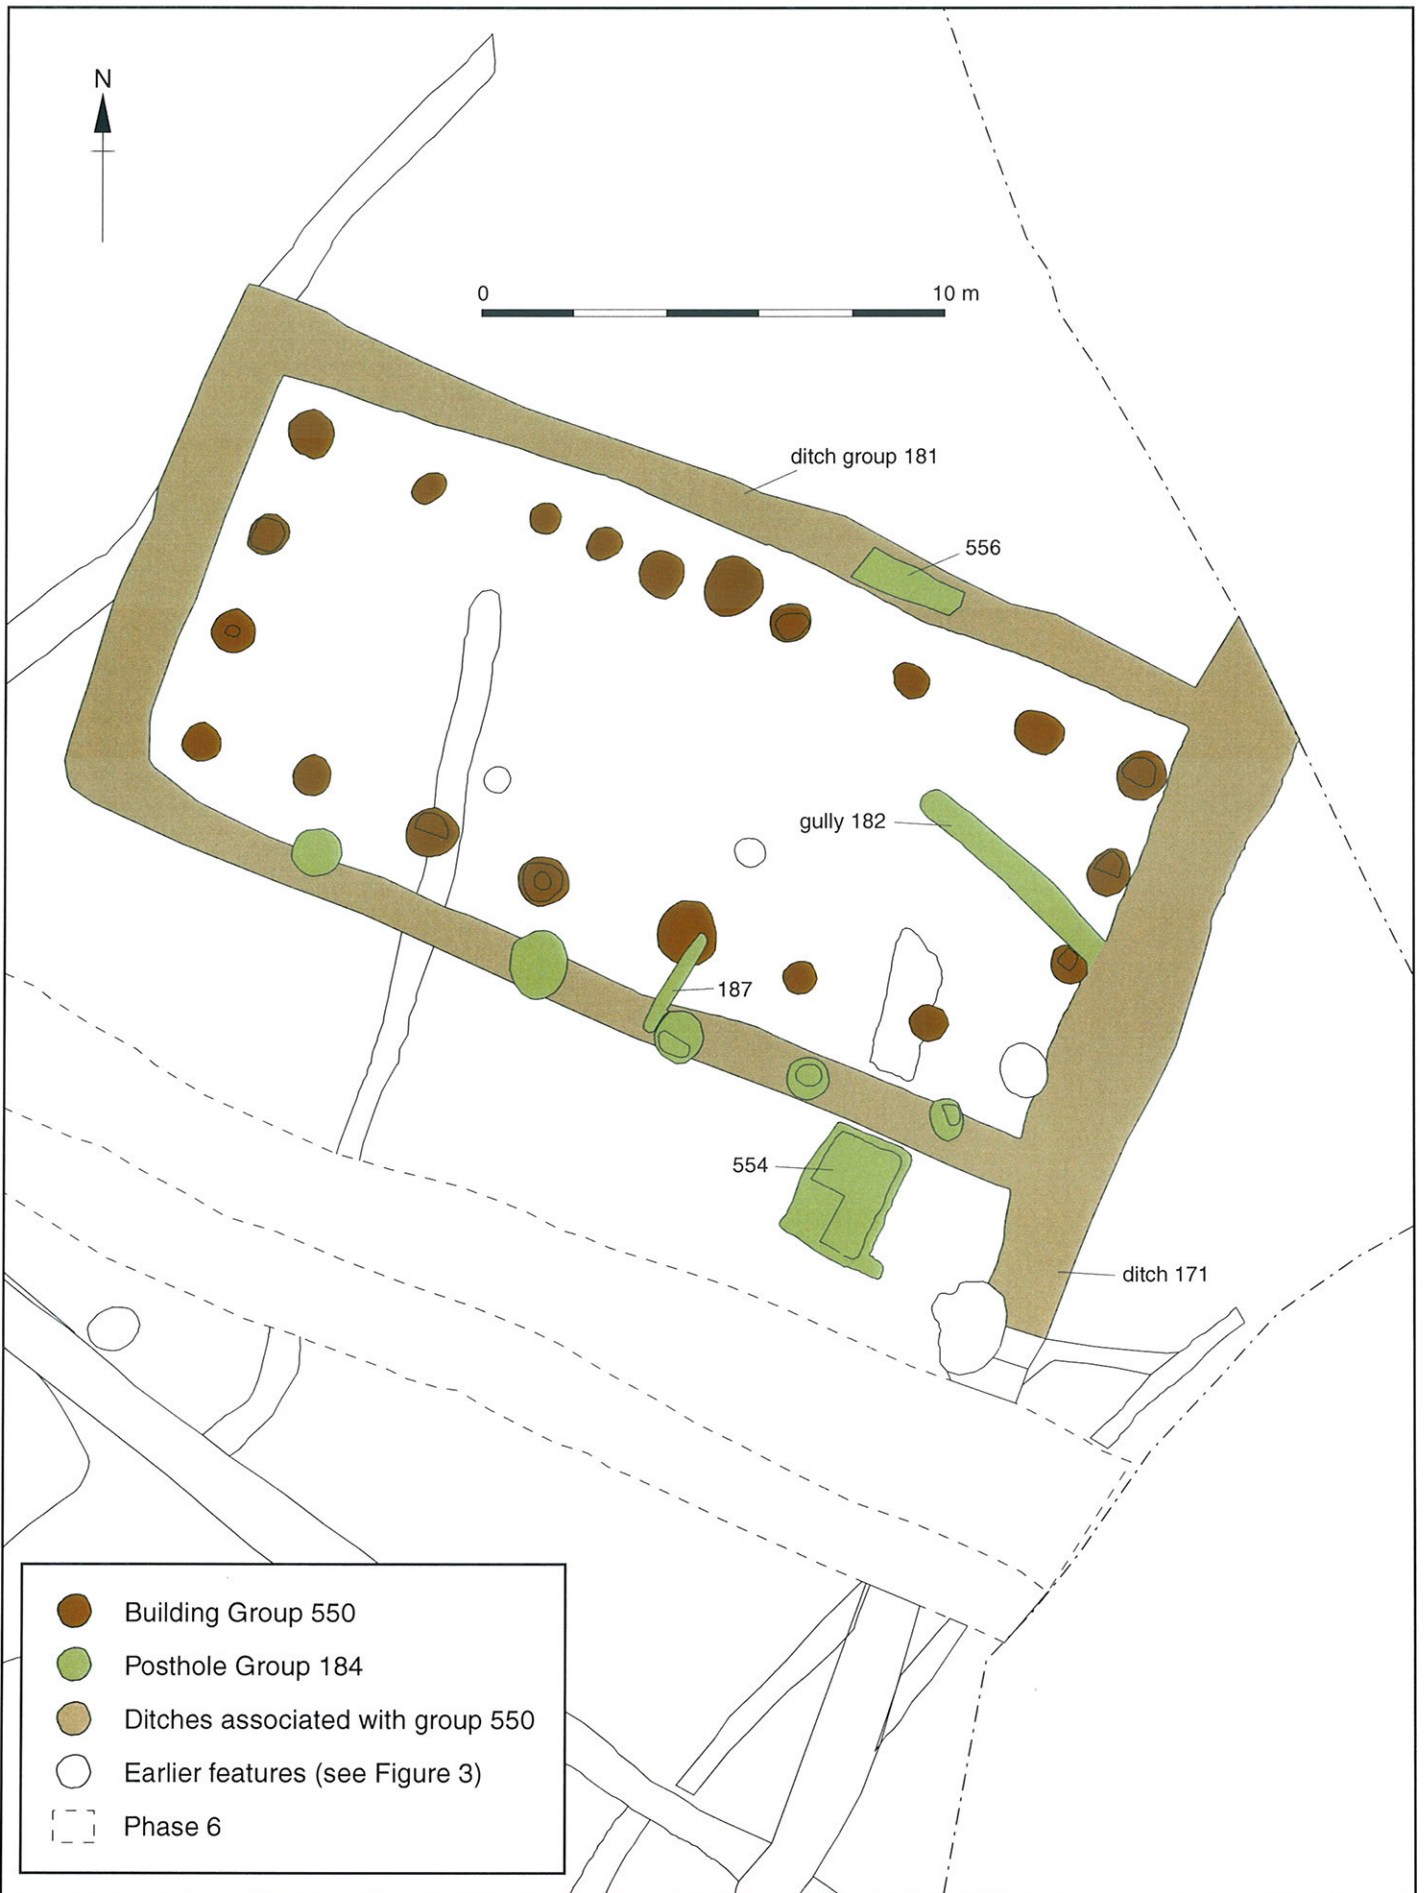 N
0 10 m
ditch group 181
556
gully 182
187
554
ditch 171
Building Group 550
Posthole Group 184
Ditches associated with group 550
Earlier features (see Figure 3)
Phase 6